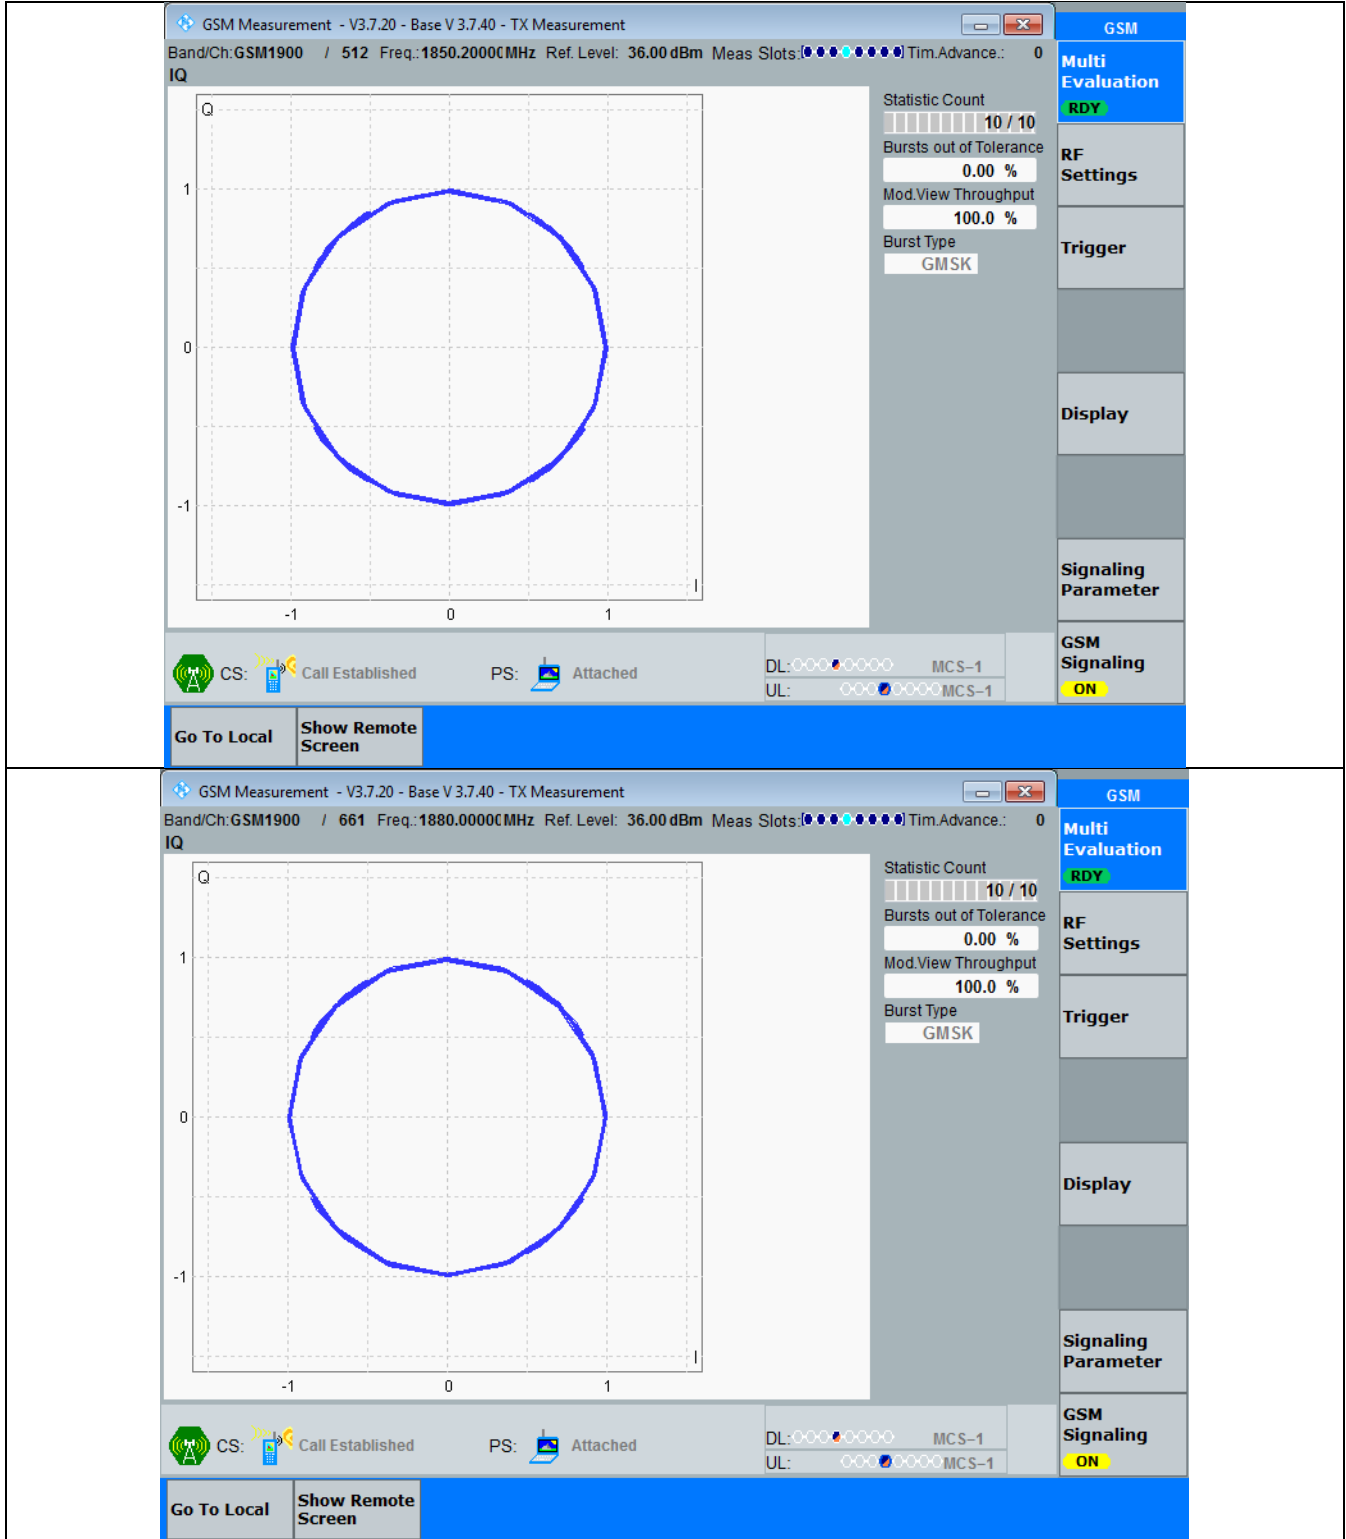 GSM Measurement - V3.7.20 - Base V 3.7.40 - TX Measurement
GSM
Band/Ch:GSM1900 / 512 Freq.:1850.20000MHz Ref. Level: 36.00 dBm Meas Slots: Tim.Advance.: 0
IQ
Multi
Evaluation
RDY
Q
Statistic Count
10 / 10
Bursts out of Tolerance
0.00 %
Mod.View Throughput
100.0 %
Burst Type
GMSK
RF
Settings
Trigger
Display
Signaling
Parameter
GSM
Signaling
ON
1
0
-1
I
-1 0 1
CS: Call Established PS: Attached
DL: MCS-1
UL: MCS-1
Go To Local
Show Remote
Screen
GSM Measurement - V3.7.20 - Base V 3.7.40 - TX Measurement
GSM
Band/Ch:GSM1900 / 661 Freq.:1880.00000MHz Ref. Level: 36.00 dBm Meas Slots: Tim.Advance.: 0
IQ
Multi
Evaluation
RDY
Q
Statistic Count
10 / 10
Bursts out of Tolerance
0.00 %
Mod.View Throughput
100.0 %
Burst Type
GMSK
RF
Settings
Trigger
Display
Signaling
Parameter
GSM
Signaling
ON
1
0
-1
I
-1 0 1
CS: Call Established PS: Attached
DL: MCS-1
UL: MCS-1
Go To Local
Show Remote
Screen